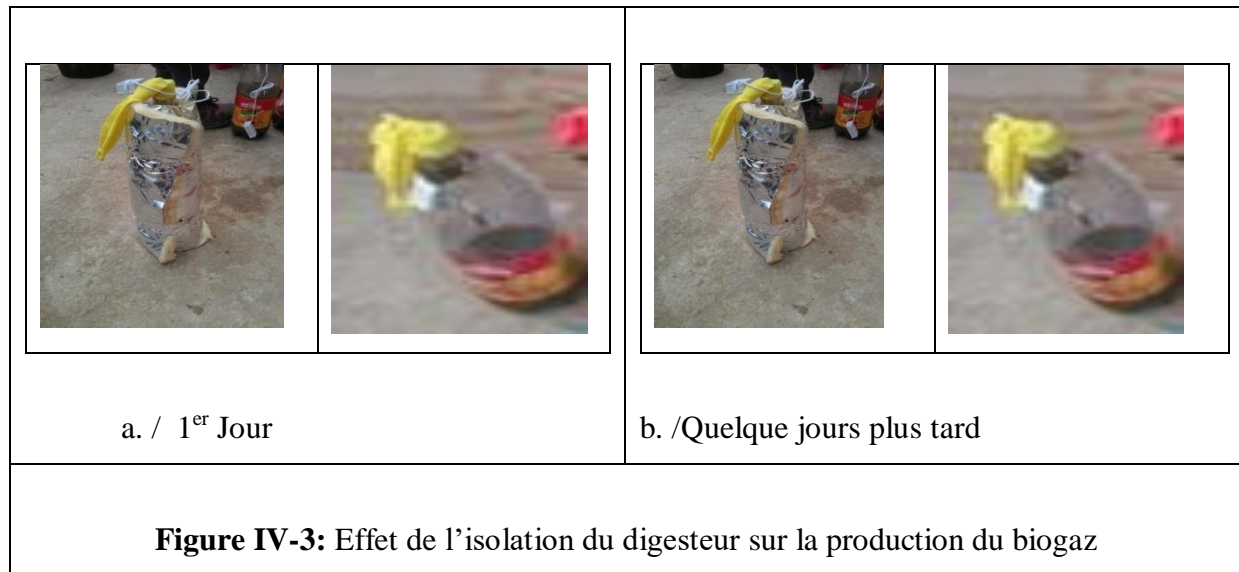 a. / 1er Jour
b. /Quelque jours plus tard
Figure IV-3: Effet de l'isolation du digesteur sur la production du biogaz